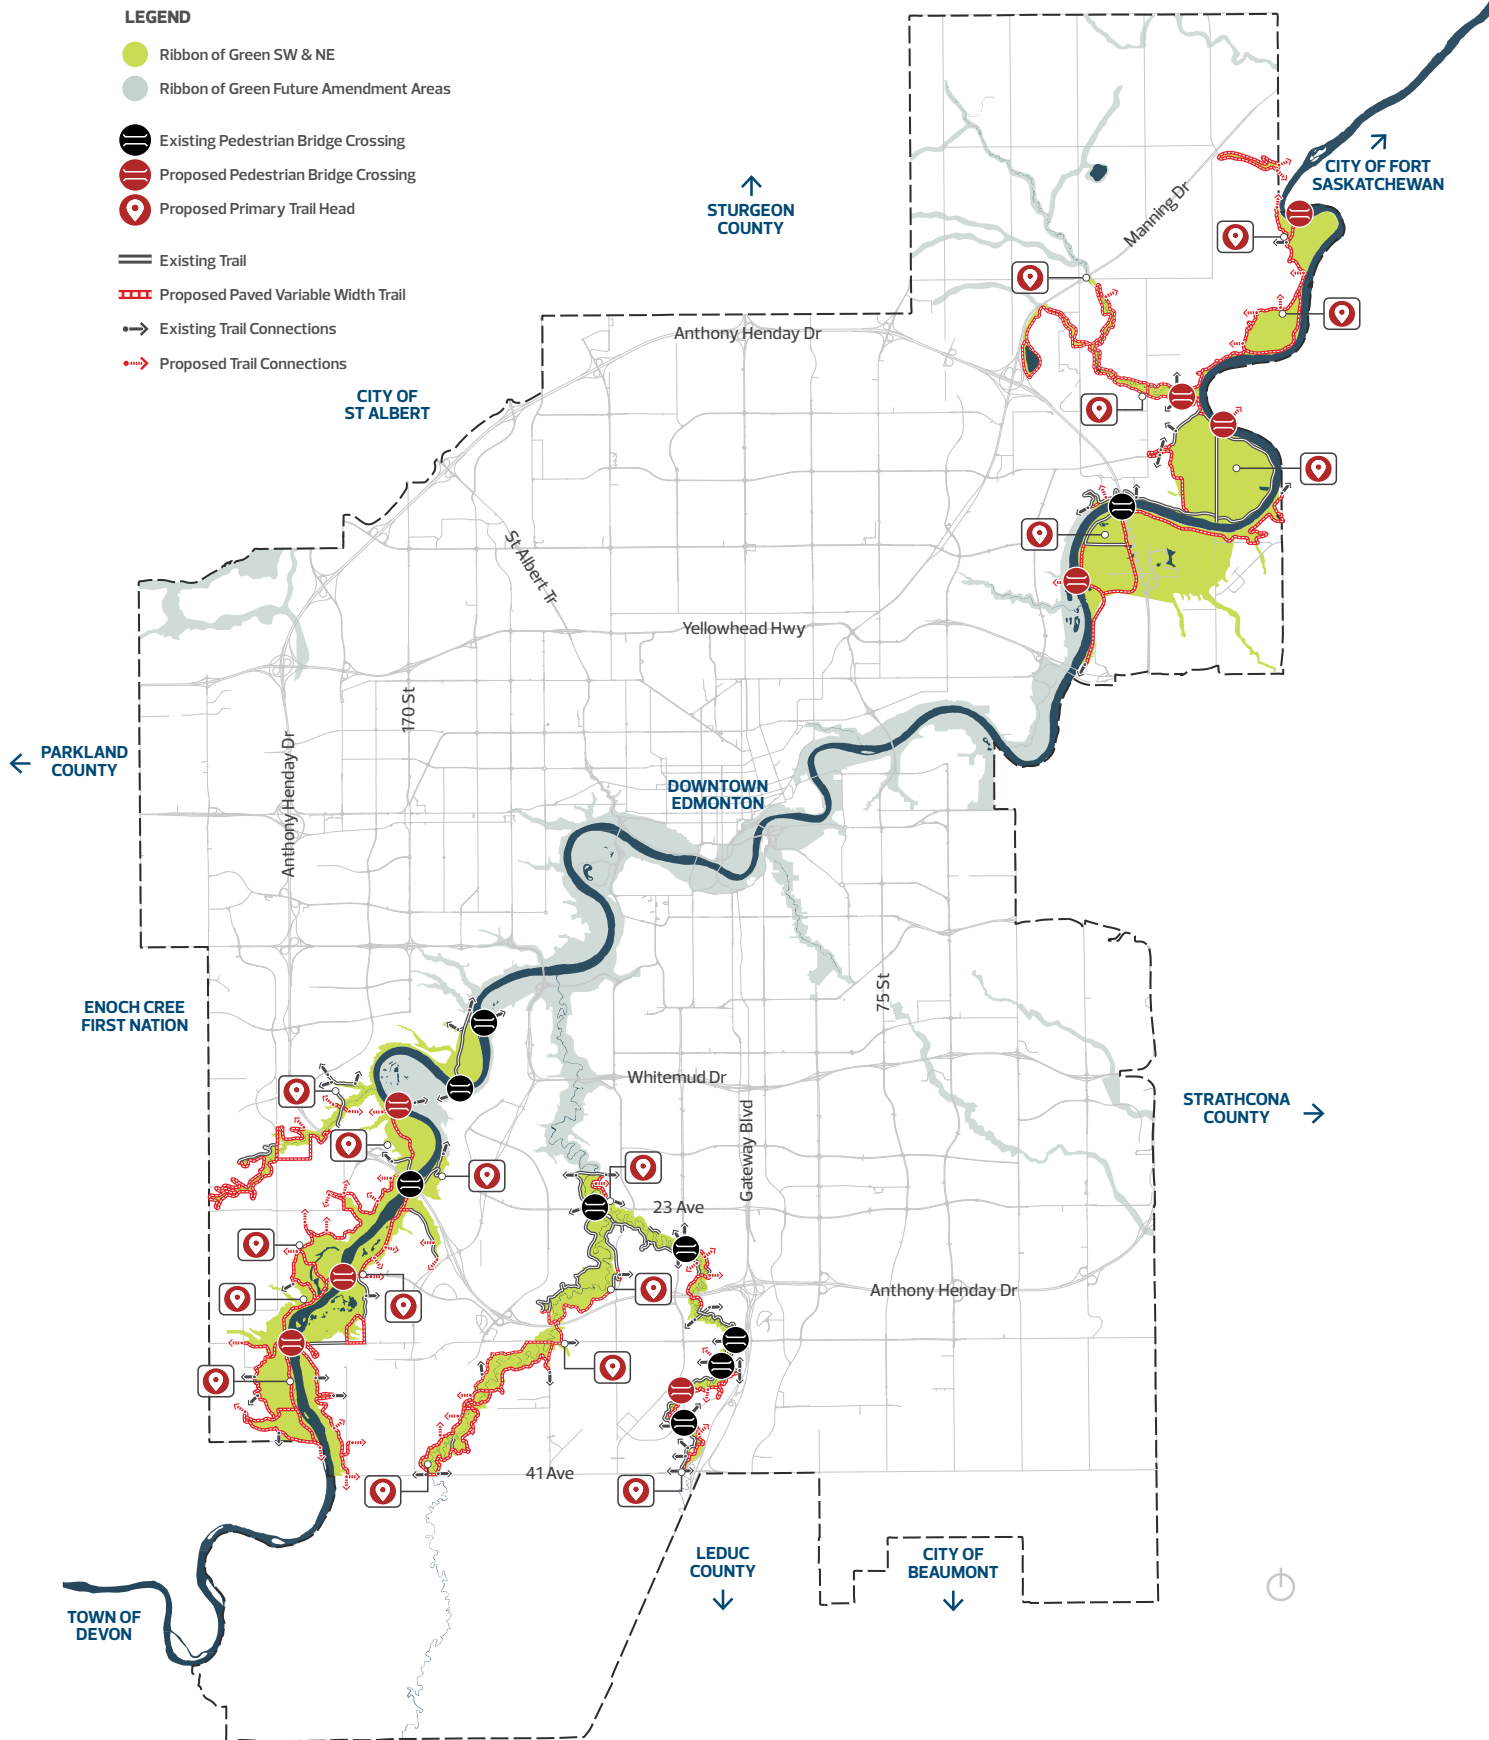 LEGEND
Ribbon of Green SW & NE
Ribbon of Green Future Amendment Areas
Existing Pedestrian Bridge Crossing
Proposed Pedestrian Bridge Crossing
Proposed Primary Trail Head
Existing Trail
Proposed Paved Variable Width Trail
Existing Trail Connections
Proposed Trail Connections
CITY OF FORT
SASKATCHEWAN
STURGEON
COUNTY
Manning Dr
Anthony Henday Dr
CITY OF
ST ALBERT
St Albert Tr
Yellowhead Hwy
170 St
Anthony Henday Dr
PARKLAND
COUNTY
DOWNTOWN
EDMONTON
75 St
ENOCH CREE
FIRST NATION
Whitemud Dr
Gateway Blvd
STRATHCONA
COUNTY
23 Ave
Anthony Henday Dr
41 Ave
LEDUC
COUNTY
CITY OF
BEAUMONT
TOWN OF
DEVON